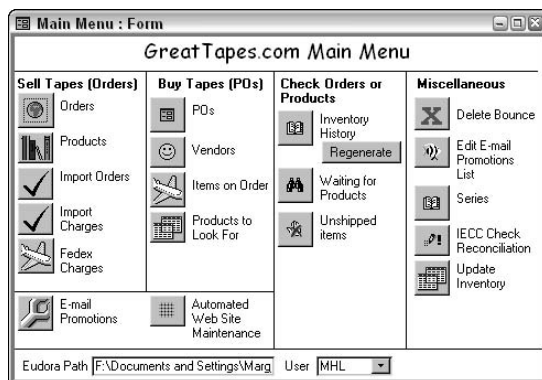 Main Menu : Form
GreatTapes.com Main Menu
Sell Tapes (Orders)
Orders
Products
Import Orders
Import
Charges
Fedex
Charges
E-mail
Promotions
Buy Tapes (POs)
POs
Vendors
Items on Order
Products to
Look For
Automated
Web Site
Maintenance
Check Orders or
Products
Inventory
History
Regenerate
Waiting for
Products
Unshipped
items
Miscellaneous
Delete Bounce
Edit E-mail
Promotions
List
Series
IECC Check
Reconciliation
Update
Inventory
Eudora Path F:\Documents and Settings\Marg User MHL